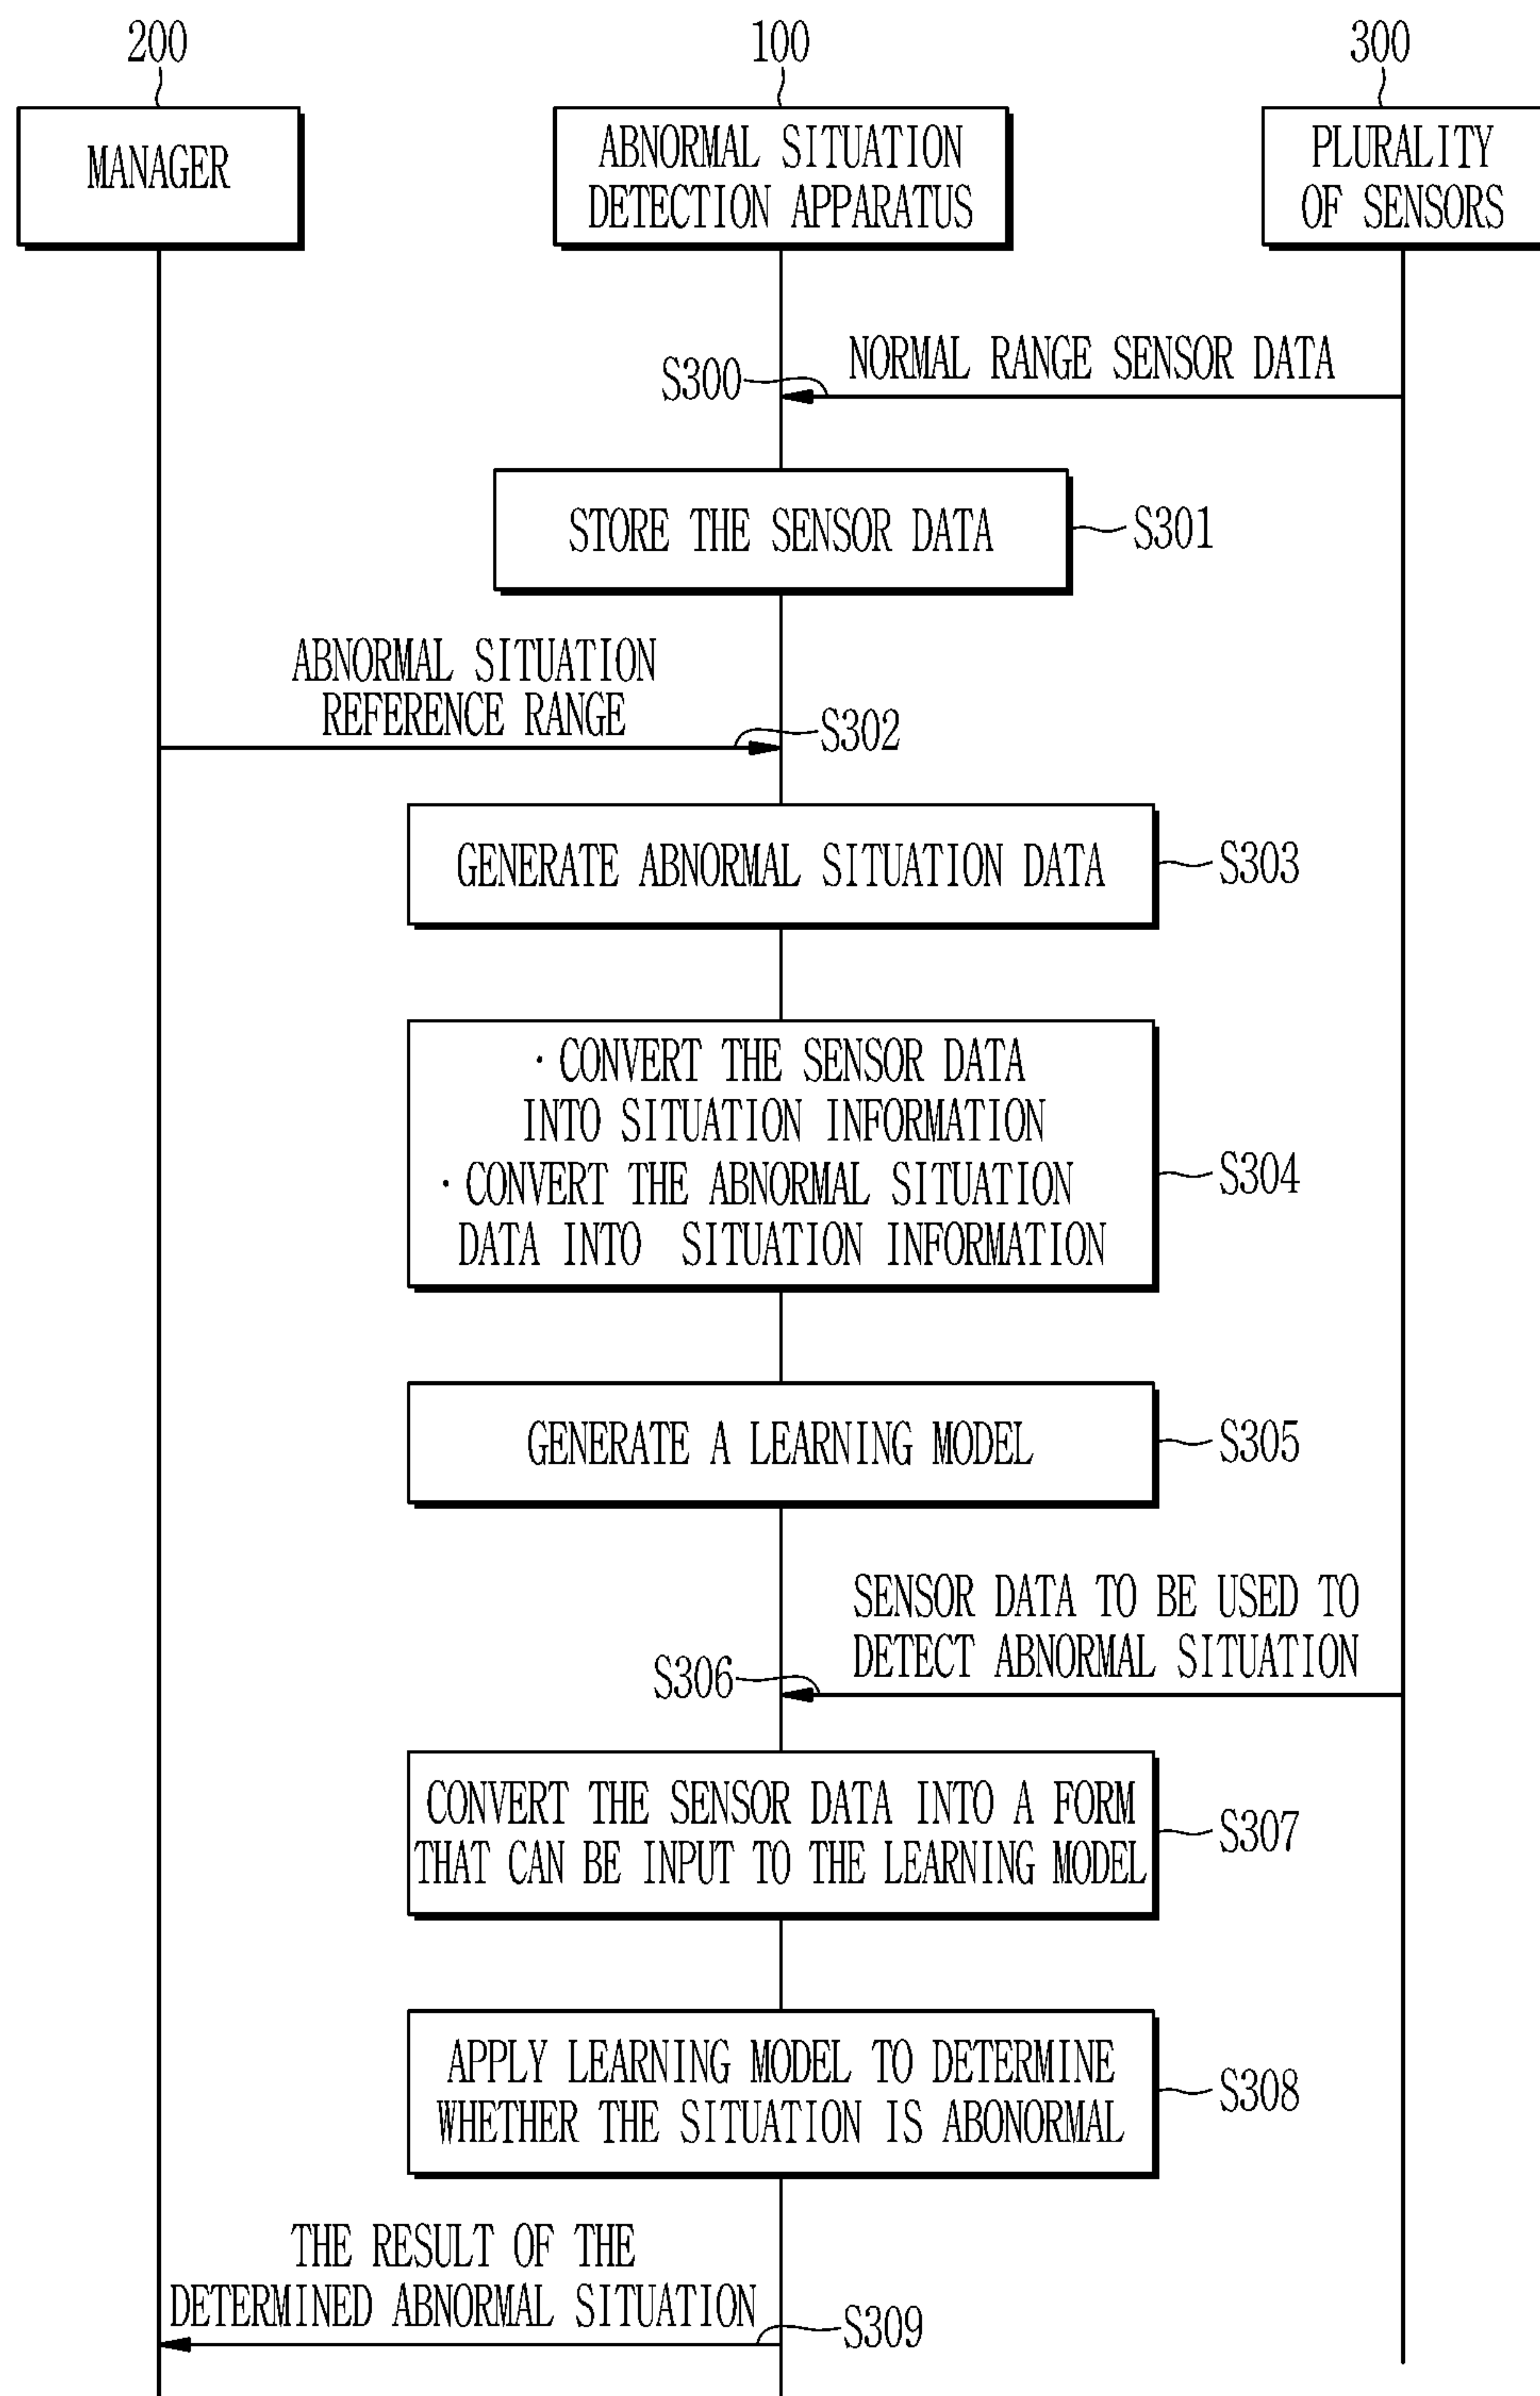 200
100
300
MANAGER
ABNORMAL SITUATION
DETECTION APPARATUS
PLURALITY
OF SENSORS
S300
NORMAL RANGE SENSOR DATA
STORE THE SENSOR DATA
S301
ABNORMAL SITUATION
REFERENCE RANGE
S302
GENERATE ABNORMAL SITUATION DATA
S303
· CONVERT THE SENSOR DATA
INTO SITUATION INFORMATION
· CONVERT THE ABNORMAL SITUATION
DATA INTO SITUATION INFORMATION
S304
GENERATE A LEARNING MODEL
S305
SENSOR DATA TO BE USED TO
DETECT ABNORMAL SITUATION
S306
CONVERT THE SENSOR DATA INTO A FORM
THAT CAN BE INPUT TO THE LEARNING MODEL
S307
APPLY LEARNING MODEL TO DETERMINE
WHETHER THE SITUATION IS ABONORMAL
S308
THE RESULT OF THE
DETERMINED ABNORMAL SITUATION
S309